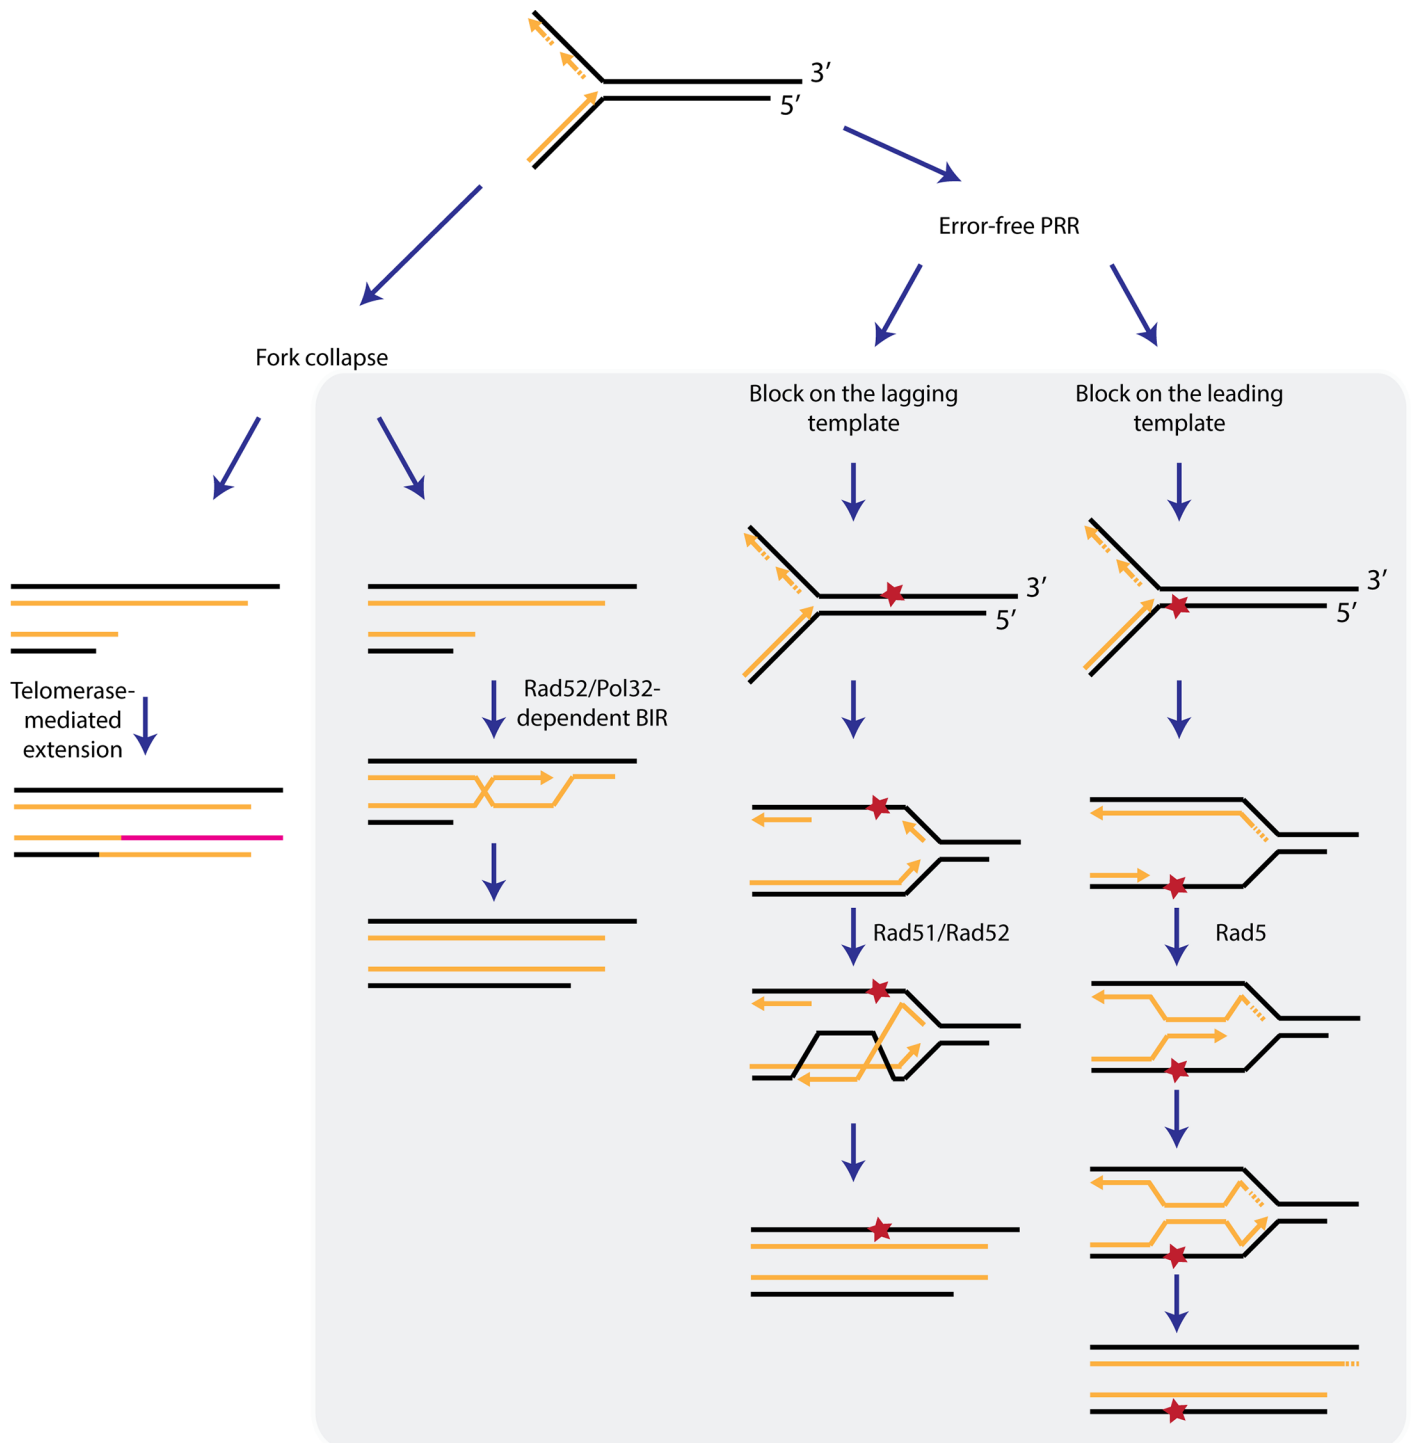 3′
5′
Error-free PRR
Fork collapse
Block on the lagging
template
Block on the leading
template
3′
5′
3′
5′
Telomerase-
mediated
extension
Rad52/Pol32-
dependent BIR
Rad51/Rad52
Rad5